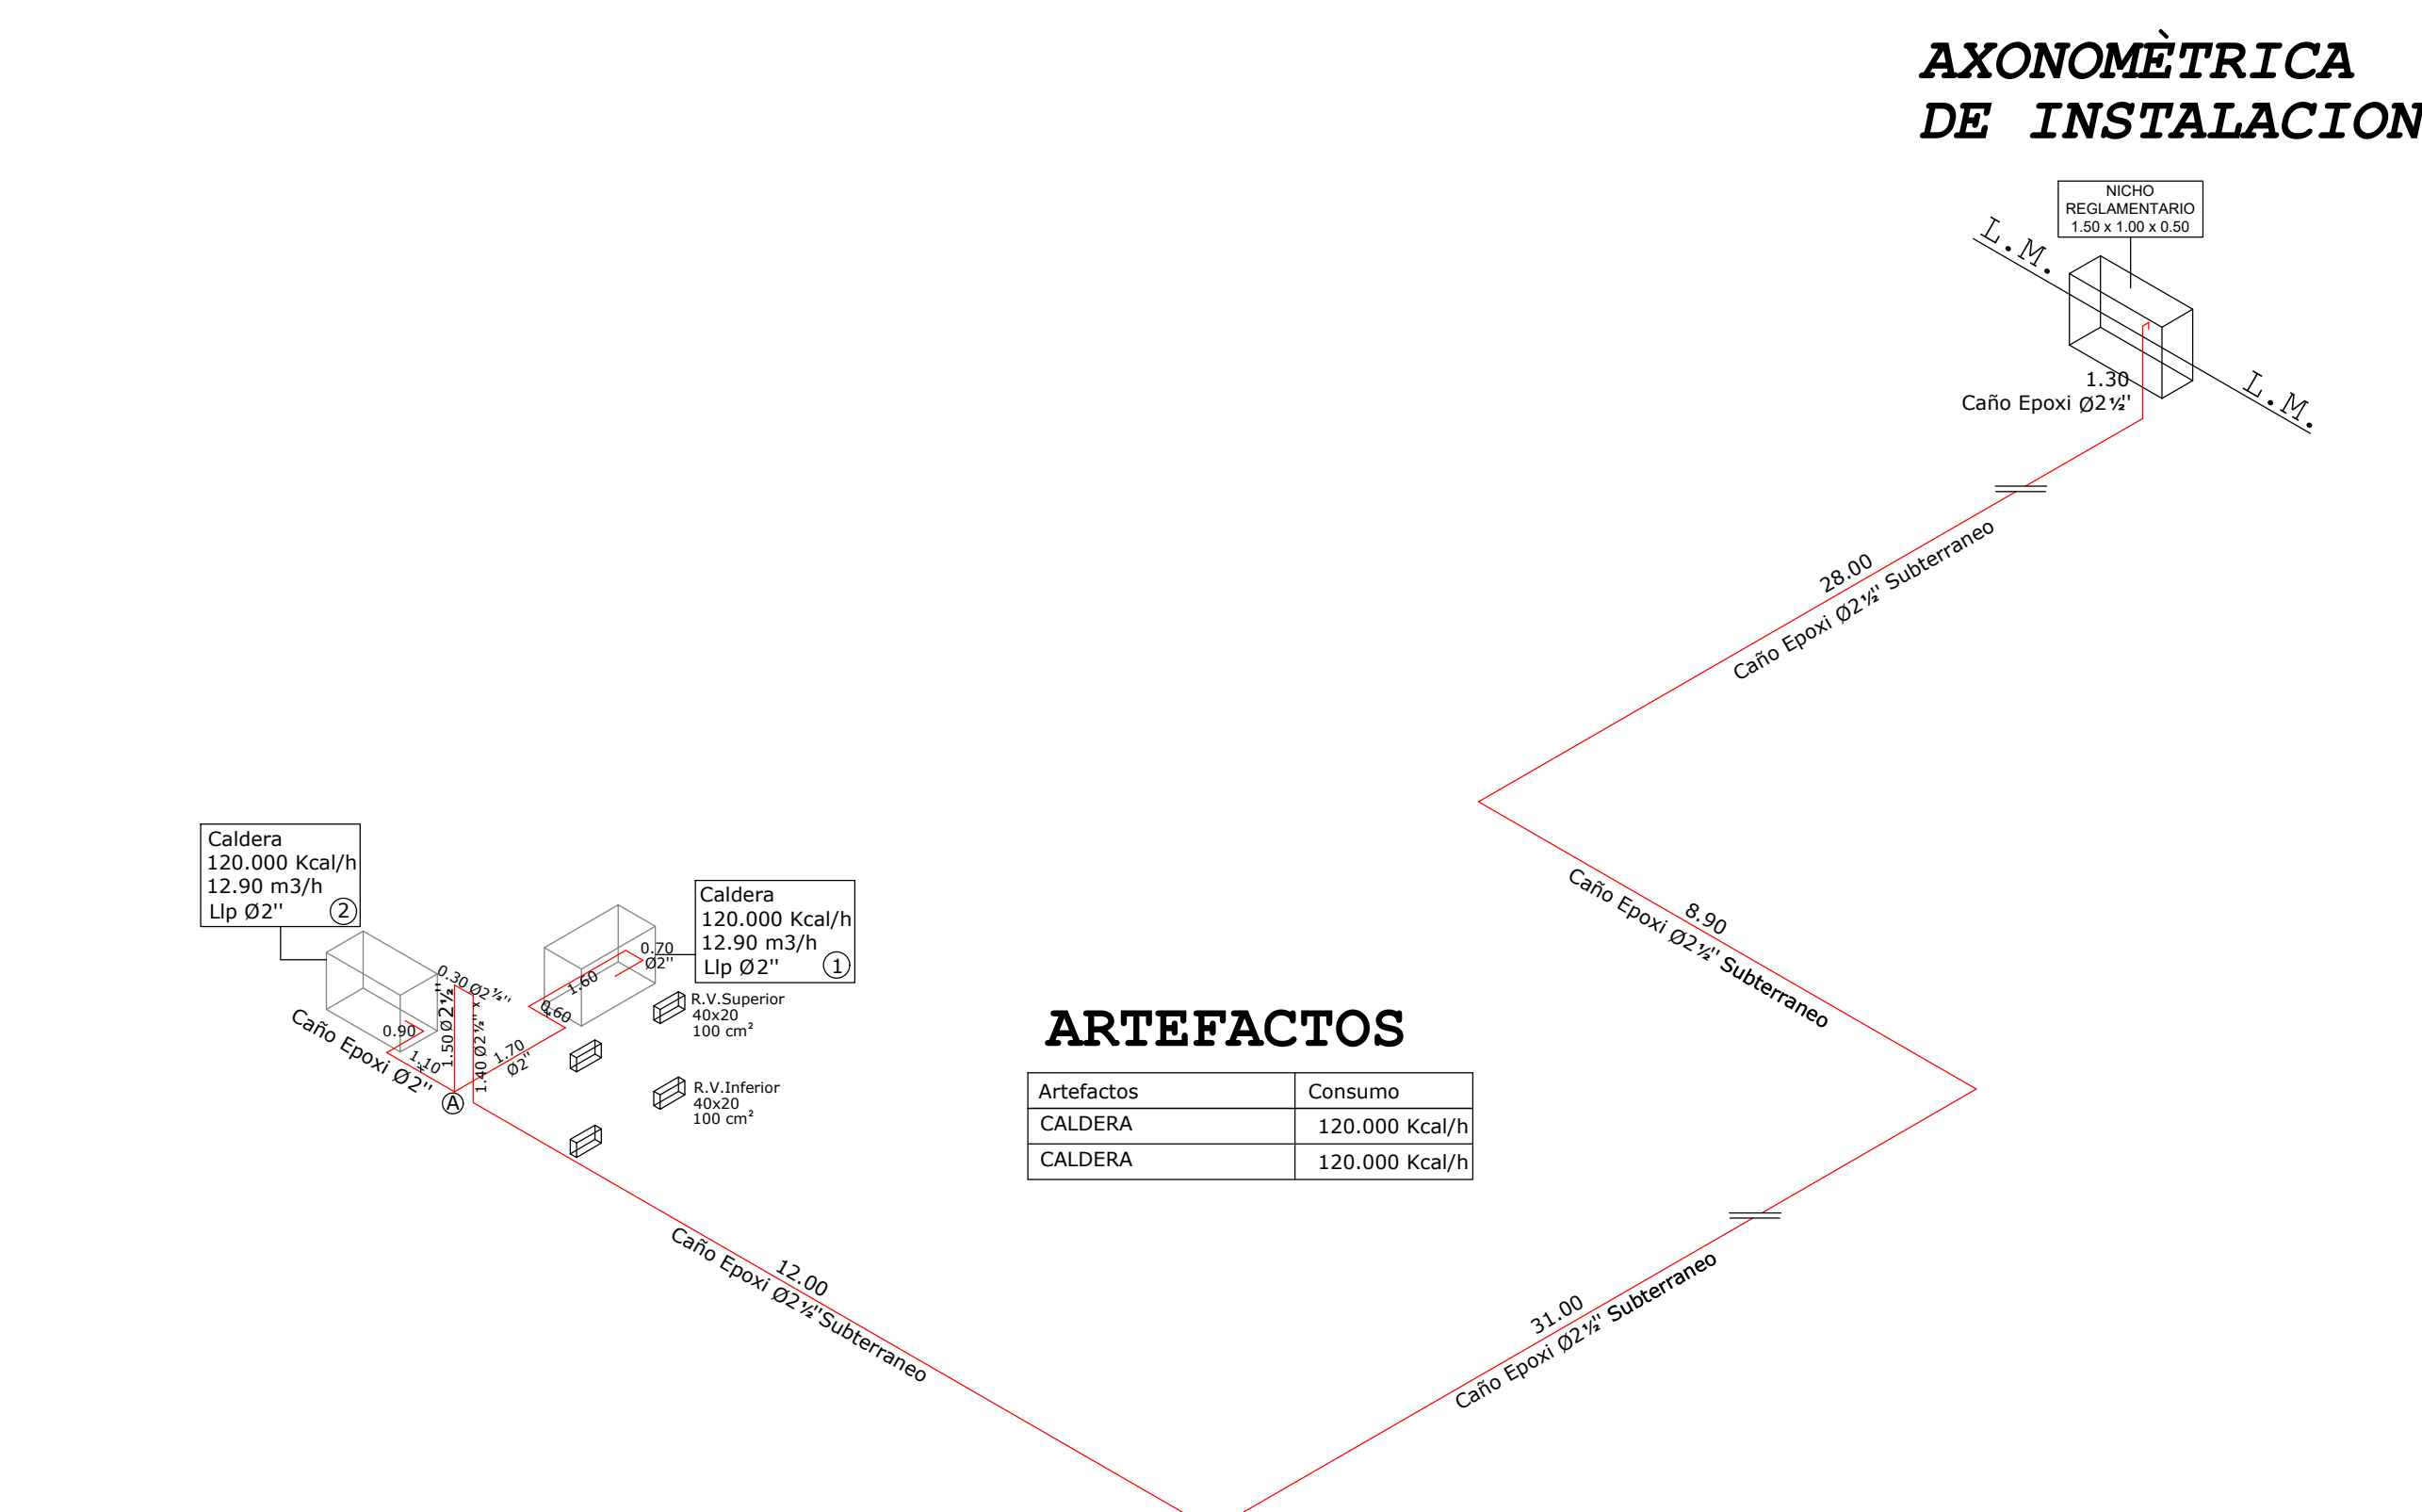 AXONOMÈTRICA
DE INSTALACION
NICHO
REGLAMENTARIO
1.50 x 1.00 x 0.50
L.M.
L.M.
1.30
Caño Epoxi Ø2½''
28.00
Caño Epoxi Ø2½'' Subterraneo
8.90
Caño Epoxi Ø2½'' Subterraneo
31.00
Caño Epoxi Ø2½'' Subterraneo
12.00
Caño Epoxi Ø2½''Subterraneo
Caldera
120.000 Kcal/h
12.90 m3/h
Llp Ø2'' 2
Caldera
120.000 Kcal/h
12.90 m3/h
Llp Ø2'' 1
0.30 Ø2½''
1.50 Ø2½''
1.40 Ø2½'' x
0.90
1.10
x
Caño Epoxi Ø2''
A
1.70
Ø2''
0.60
x
1.60
0.70
Ø2''
R.V.Superior
40x20
100 cm²
R.V.Inferior
40x20
100 cm²
ARTEFACTOS
Artefactos Consumo
CALDERA 120.000 Kcal/h
CALDERA 120.000 Kcal/h